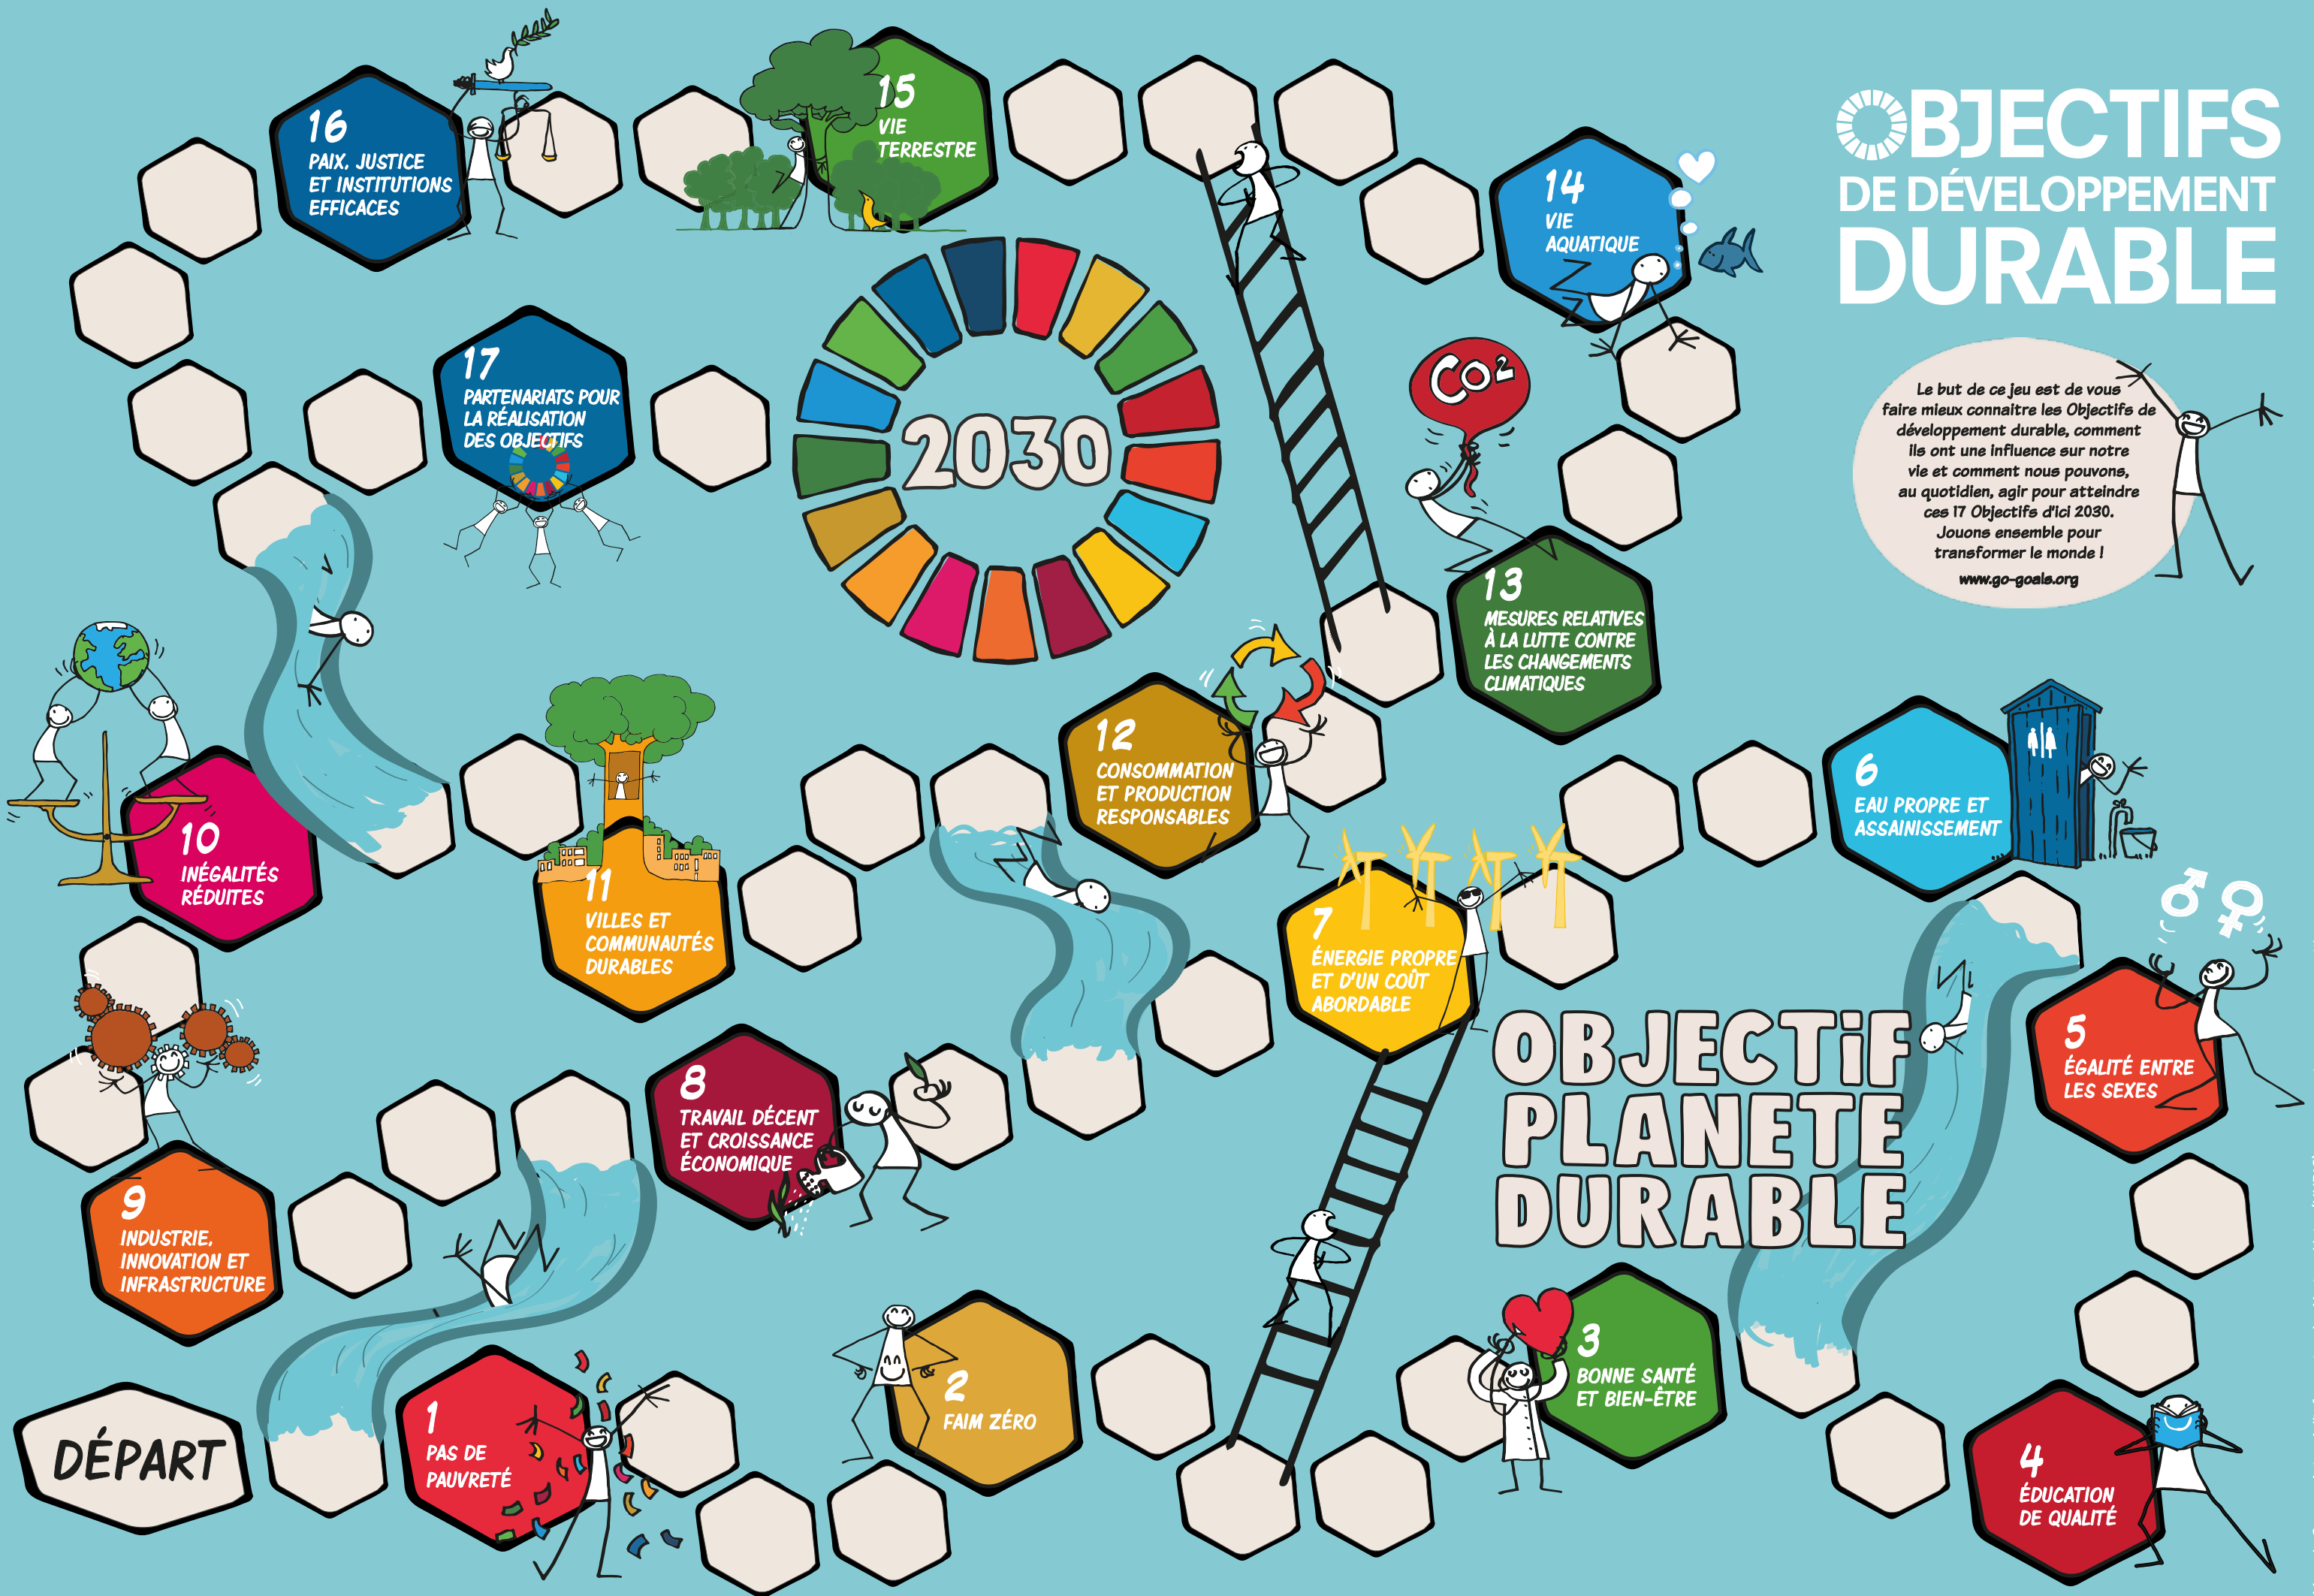 OBJECTIFS
DE DÉVELOPPEMENT
DURABLE
Le but de ce jeu est de vous
faire mieux connaitre les Objectifs de
développement durable, comment
ils ont une influence sur notre
vie et comment nous pouvons,
au quotidien, agir pour atteindre
ces 17 Objectifs d'ici 2030.
Jouons ensemble pour
transformer le monde !
www.go-goals.org
16
PAIX, JUSTICE
ET INSTITUTIONS
EFFICACES
15
VIE
TERRESTRE
14
VIE
AQUATIQUE
17
PARTENARIATS POUR
LA RÉALISATION
DES OBJECTIFS
2030
CO²
13
MESURES RELATIVES
À LA LUTTE CONTRE
LES CHANGEMENTS
CLIMATIQUES
12
CONSOMMATION
ET PRODUCTION
RESPONSABLES
10
INÉGALITÉS
RÉDUITES
11
VILLES ET
COMMUNAUTÉS
DURABLES
6
EAU PROPRE ET
ASSAINISSEMENT
7
ÉNERGIE PROPRE
ET D'UN COÛT
ABORDABLE
5
ÉGALITÉ ENTRE
LES SEXES
8
TRAVAIL DÉCENT
ET CROISSANCE
ÉCONOMIQUE
OBJECTiF
PLANETE
DURABLE
9
INDUSTRIE,
INNOVATION ET
INFRASTRUCTURE
3
BONNE SANTÉ
ET BIEN-ÊTRE
2
FAIM ZÉRO
DÉPART
1
PAS DE
PAUVRETÉ
4
ÉDUCATION
DE QUALITÉ